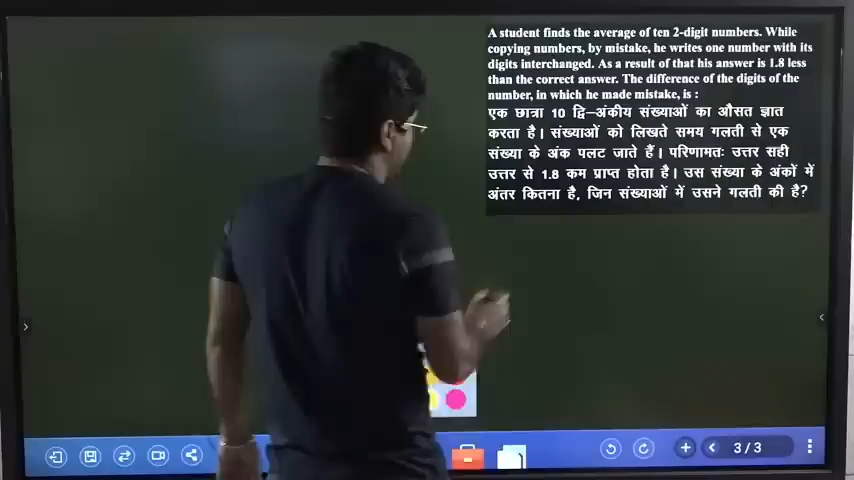 A student finds the average of ten 2-digit numbers. While
copying numbers, by mistake, he writes one number with its
digits interchanged. As a result of that his answer is 1.8 less
than the correct answer. The difference of the digits of the
number, in which he made mistake, is :
एक छात्रा 10 द्वि–अंकीय संख्याओं का औसत ज्ञात
करता है। संख्याओं को लिखते समय गलती से एक
संख्या के अंक पलट जाते हैं। परिणामतः उत्तर सही
उत्तर से 1.8 कम प्राप्त होता है। उस संख्या के अंकों में
अंतर कितना है, जिन संख्याओं में उसने गलती की है?
3/3